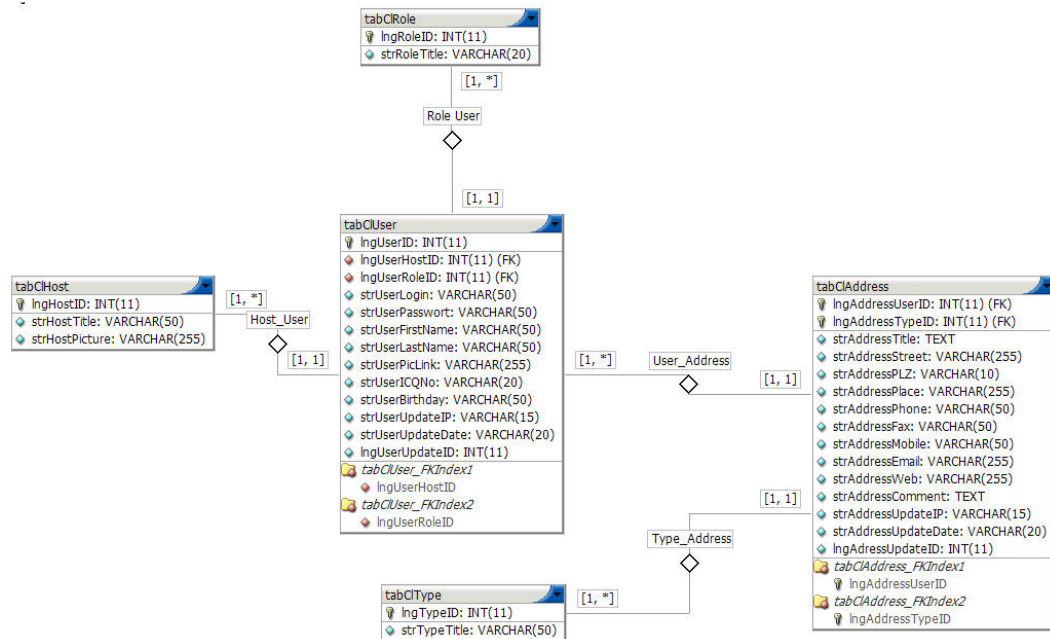 tabClRole
lngRoleID: INT(11)
strRoleTitle: VARCHAR(20)
[1, *]
Role User
[1, 1]
tabClUser
lngUserID: INT(11)
lngUserHostID: INT(11) (FK)
lngUserRoleID: INT(11) (FK)
strUserLogin: VARCHAR(50)
strUserPasswort: VARCHAR(50)
strUserFirstName: VARCHAR(50)
strUserLastName: VARCHAR(50)
strUserPicLink: VARCHAR(255)
strUserICQNo: VARCHAR(20)
strUserBirthday: VARCHAR(50)
strUserUpdateIP: VARCHAR(15)
strUserUpdateDate: VARCHAR(20)
lngUserUpdateID: INT(11)
tabClUser_FKIndex1
lngUserHostID
tabClUser_FKIndex2
lngUserRoleID
tabClHost
lngHostID: INT(11)
strHostTitle: VARCHAR(50)
strHostPicture: VARCHAR(255)
[1, *]
Host_User
[1, 1]
[1, *]
User_Address
[1, 1]
tabClAddress
lngAddressUserID: INT(11) (FK)
lngAddressTypeID: INT(11) (FK)
strAddressTitle: TEXT
strAddressStreet: VARCHAR(255)
strAddressPLZ: VARCHAR(10)
strAddressPlace: VARCHAR(255)
strAddressPhone: VARCHAR(50)
strAddressFax: VARCHAR(50)
strAddressMobile: VARCHAR(50)
strAddressEmail: VARCHAR(255)
strAddressWeb: VARCHAR(255)
strAddressComment: TEXT
strAddressUpdateIP: VARCHAR(15)
strAddressUpdateDate: VARCHAR(20)
lngAdressUpdateID: INT(11)
tabClAddress_FKIndex1
lngAddressUserID
tabClAddress_FKIndex2
lngAddressTypeID
[1, 1]
Type_Address
[1, *]
tabClType
lngTypeID: INT(11)
strTypeTitle: VARCHAR(50)